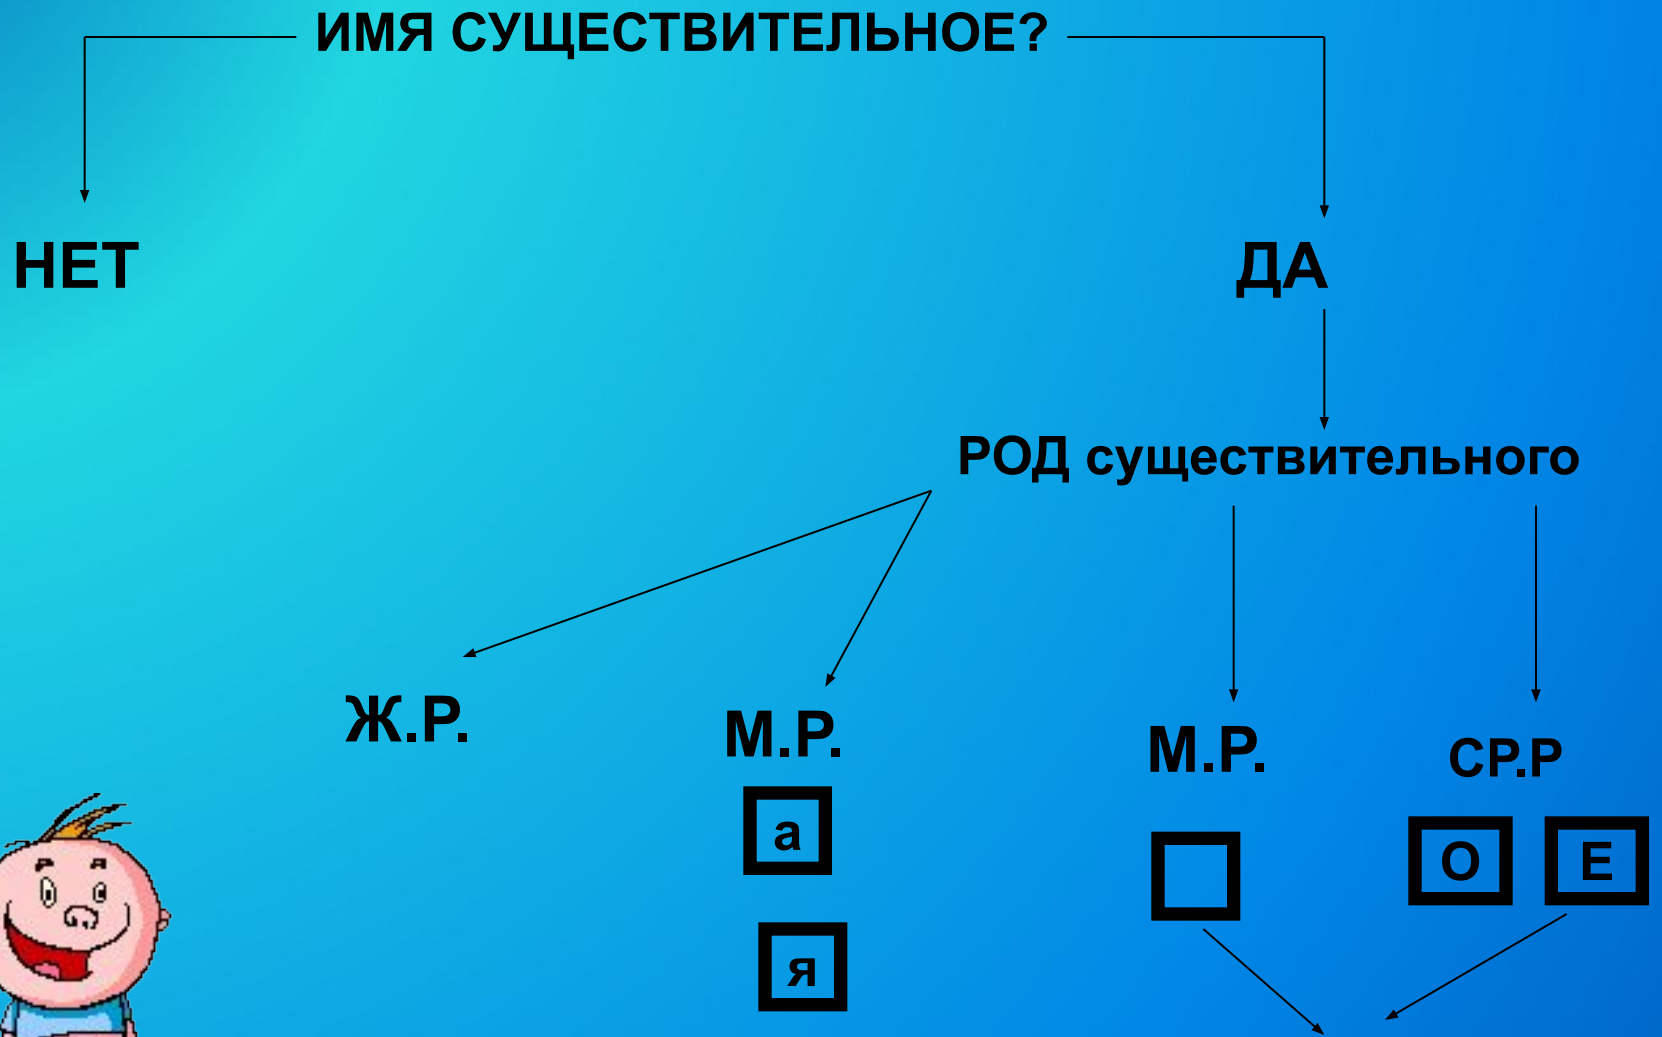 ИМЯ СУЩЕСТВИТЕЛЬНОЕ?
НЕТ
ДА
РОД существительного
Ж.Р.
М.Р.
М.Р.
СР.Р
а
О Е
я